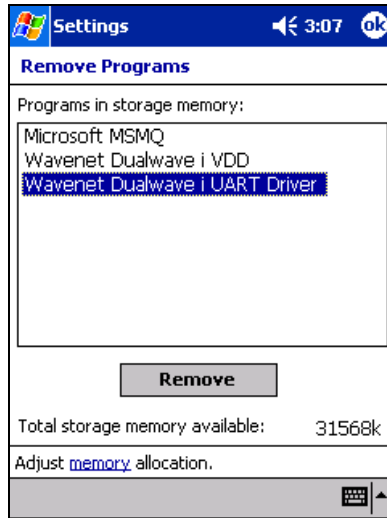 Settings 3:07 ok
Remove Programs
Programs in storage memory:
Microsoft MSMQ
Wavenet Dualwave i VDD
Wavenet Dualwave i UART Driver
Remove
Total storage memory available: 31568k
Adjust memory allocation.